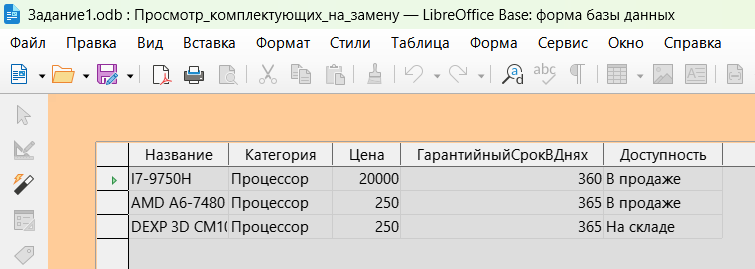 Задание1.odb : Просмотр_комплектующих_на_замену — LibreOffice Base: форма базы данных
Файл Правка Вид Вставка Формат Стили Таблица Форма Сервис Окно Справка
Название Категория Цена ГарантийныйСрокВДнях Доступность
I7-9750H Процессор 20000 360 В продаже
AMD A6-7480 Процессор 250 365 В продаже
DEXP 3D CM10 Процессор 250 365 На складе